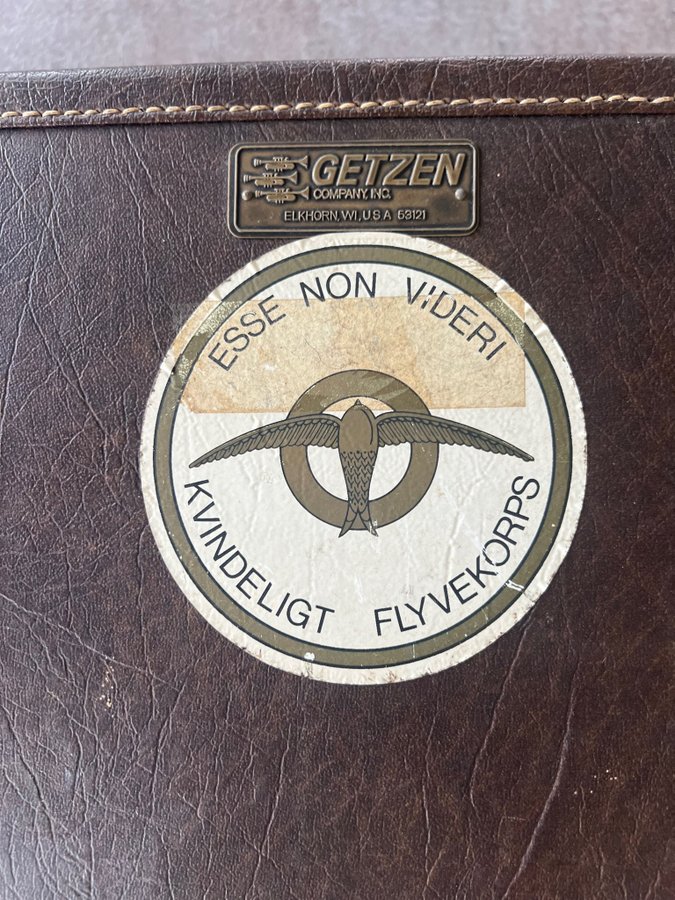 GETZEN
COMPANY, INC.
ELKHORN, WI, U.S.A 53121
ESSE NON VIDERI
KVINDELIGT FLYVEKORPS